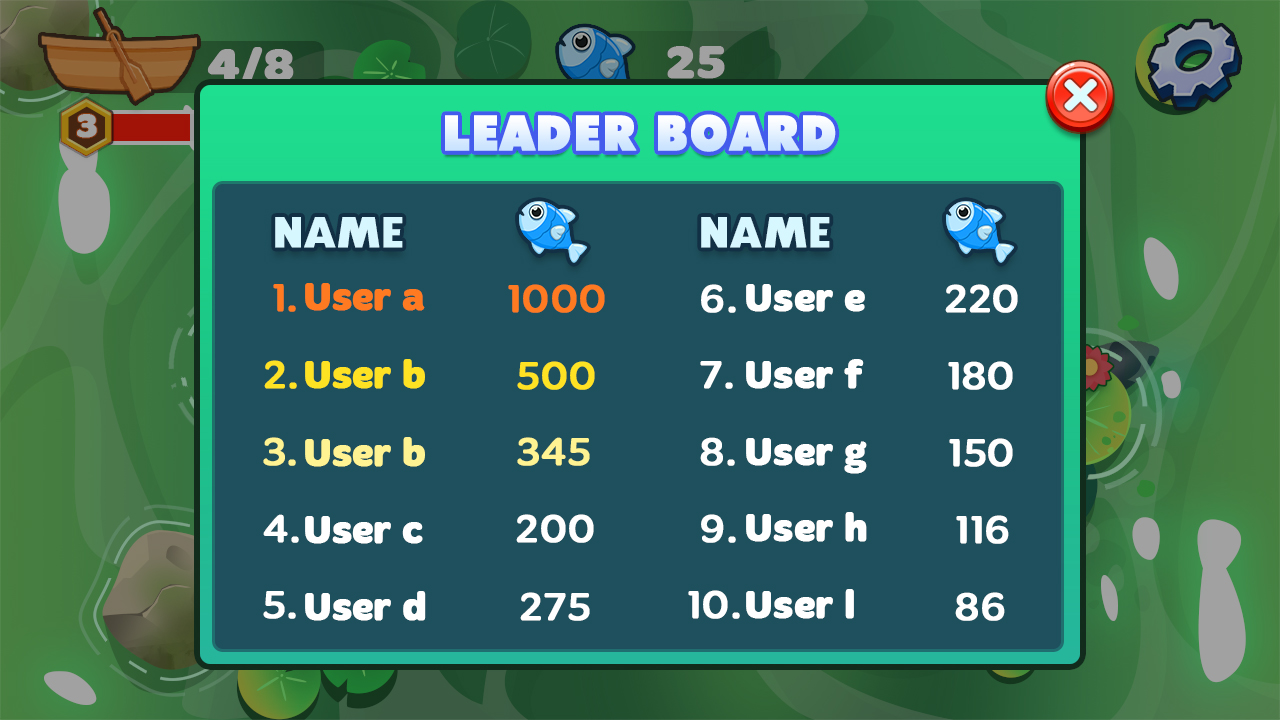 4/8
25
3
LEADER BOARD
NAME
1. User a 1000
2. User b 500
3. User b 345
4. User c 200
5. User d 275
NAME
6. User e 220
7. User f 180
8. User g 150
9. User h 116
10. User l 86